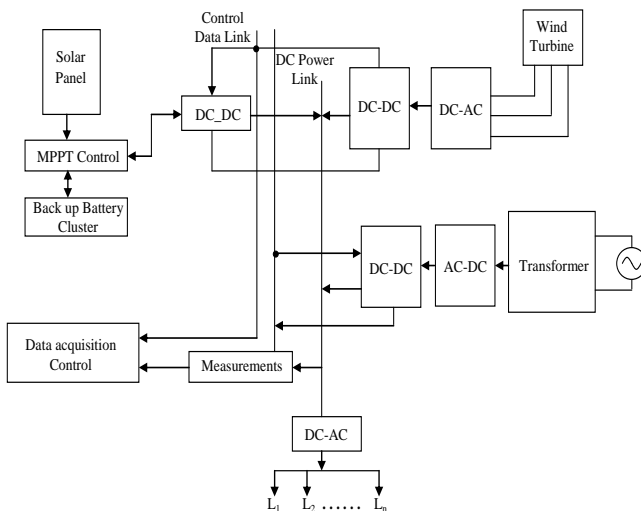 Solar
Panel
Control
Data Link
DC Power
Link
Wind
Turbine
DC_DC
DC-DC
DC-AC
MPPT Control
Back up Battery
Cluster
DC-DC
AC-DC
Transformer
Data acquisition
Control
Measurements
DC-AC
L1 L2 ...... Ln